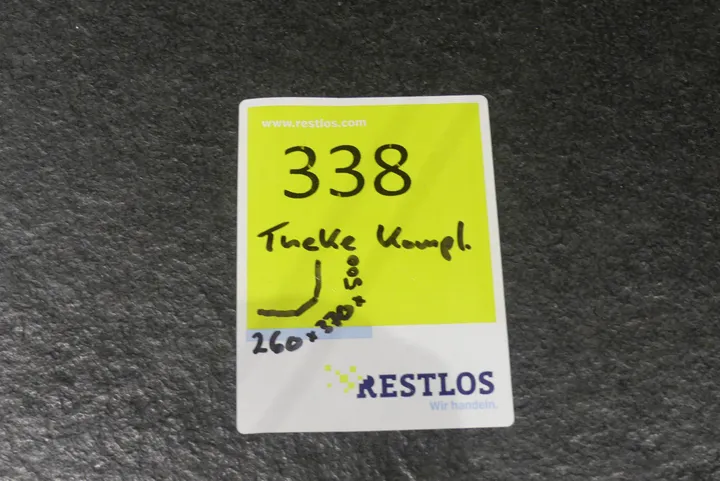 www.restlos.com
338
Theke Kompl.
260 x 370 x 500
RESTLOS
Wir handeln.